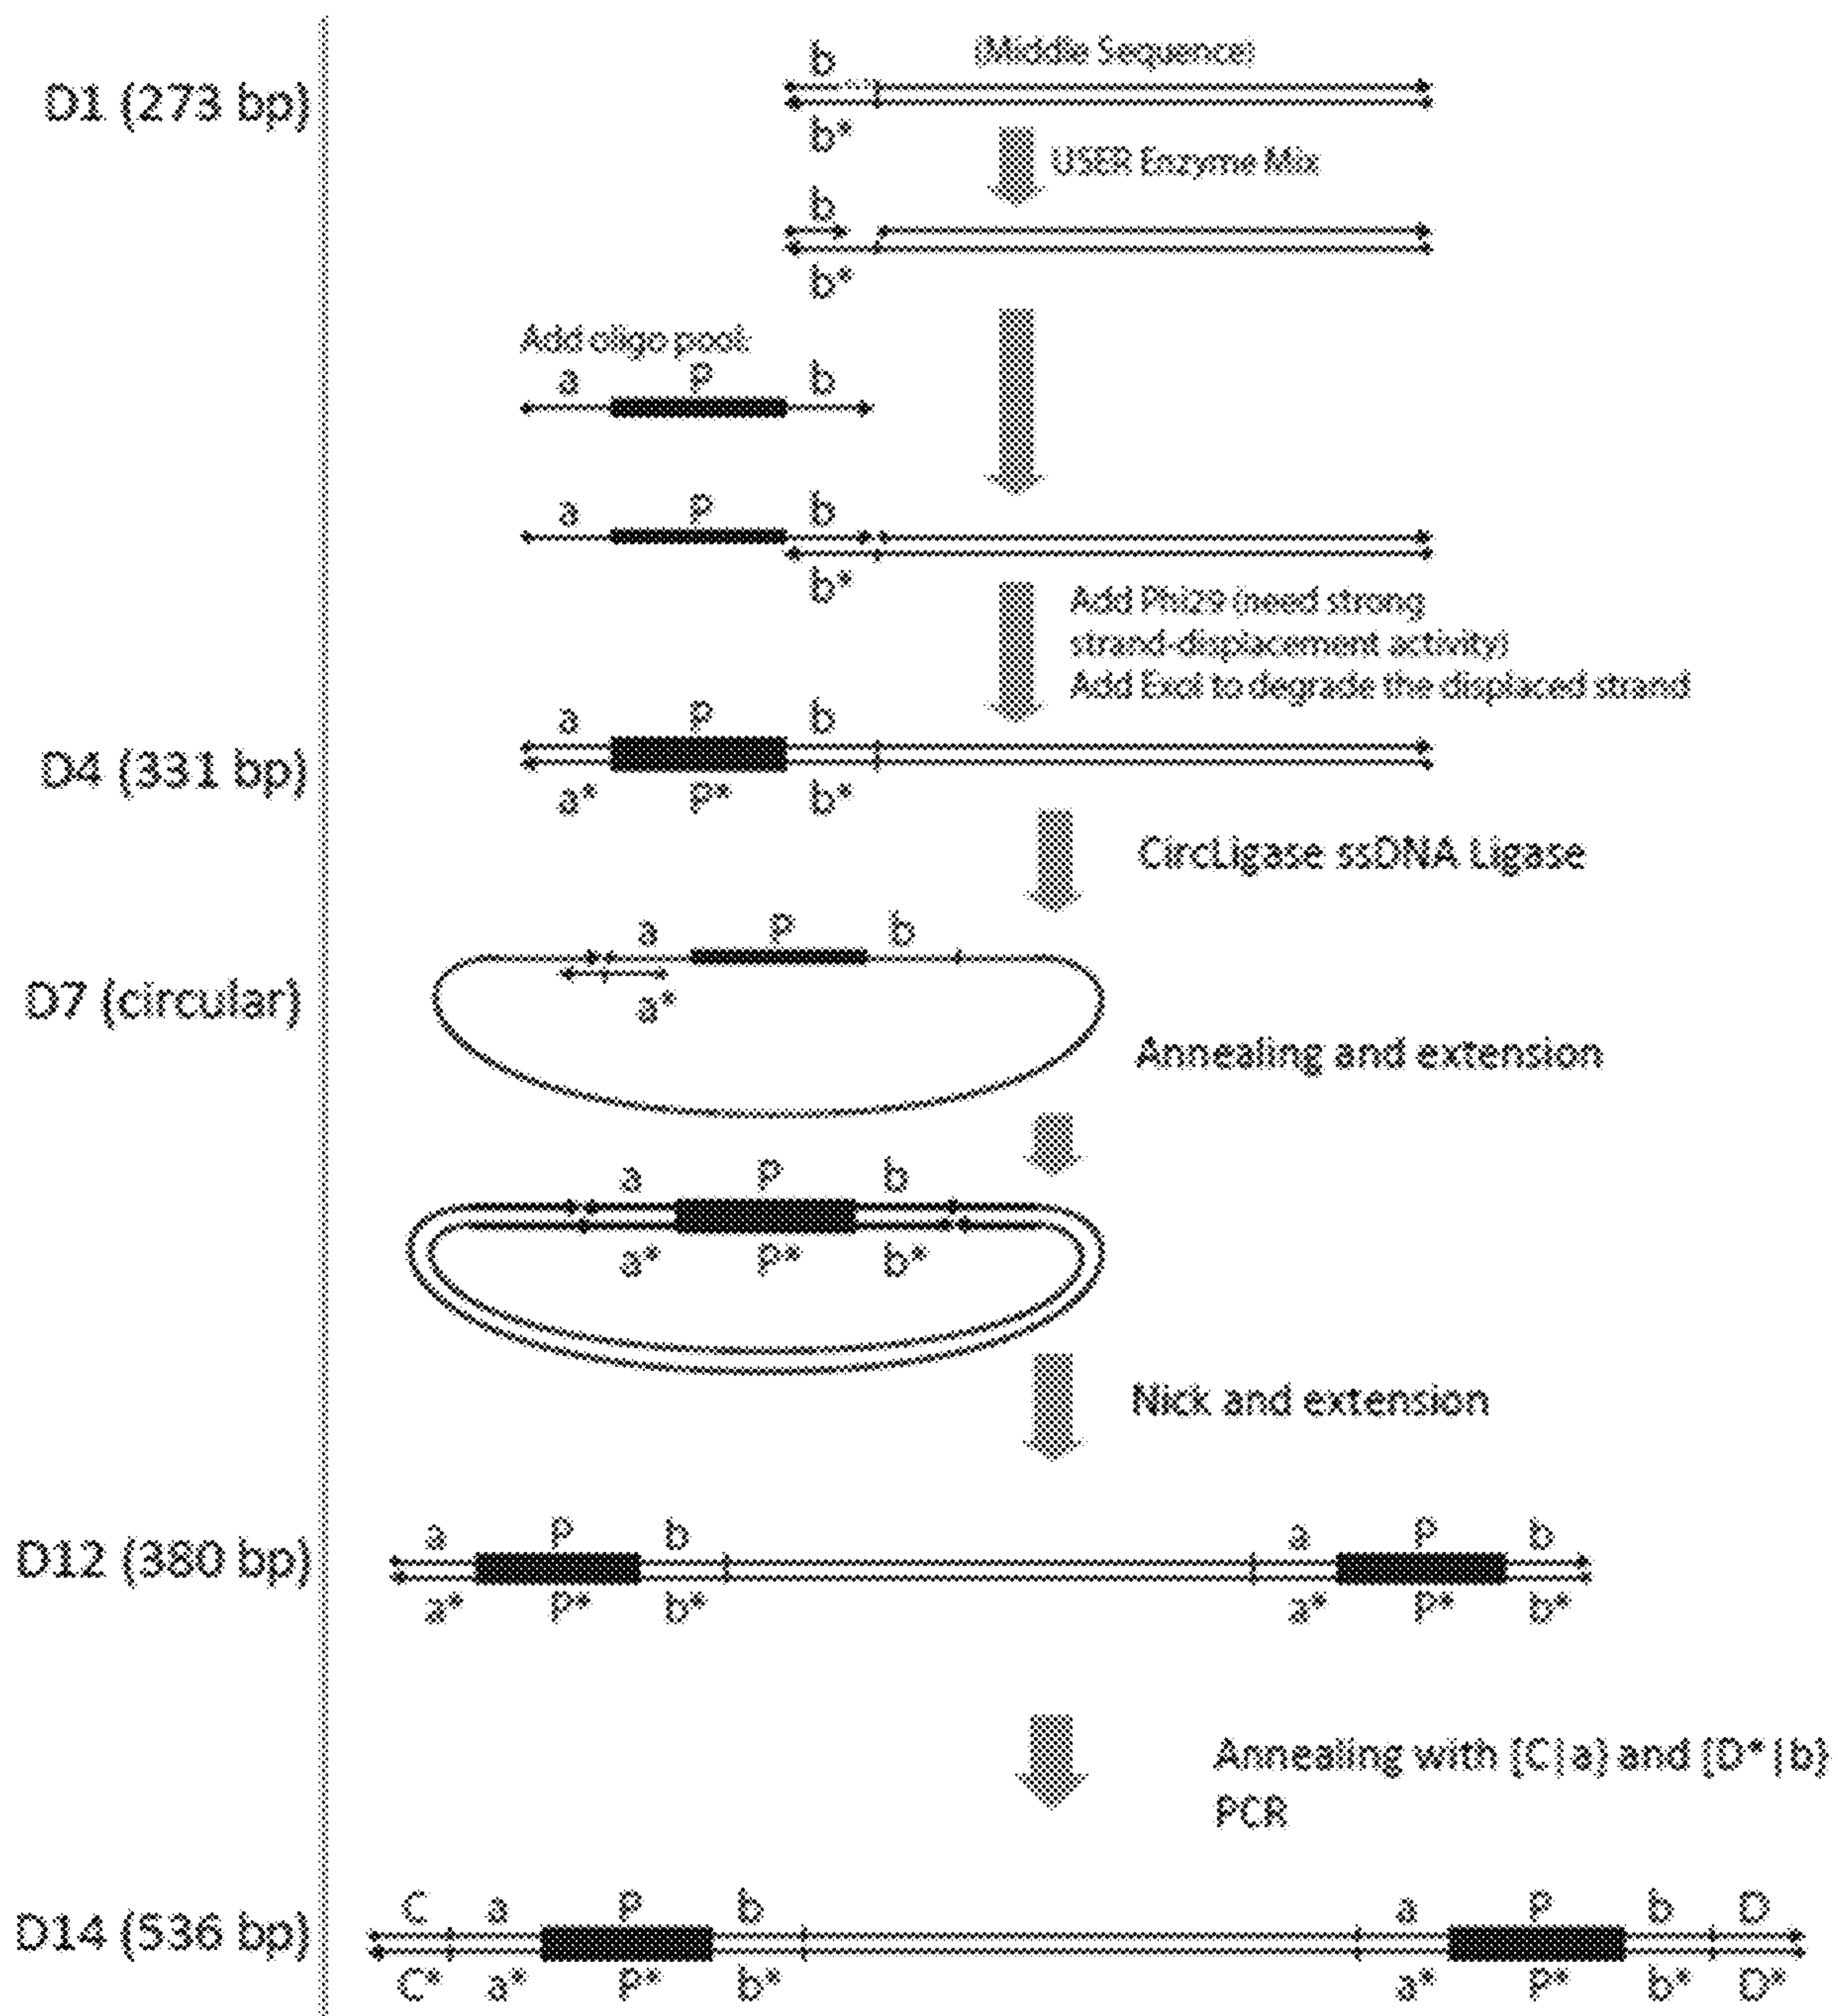 b (Middle Sequence)
D1 (273 bp)
b*
USER Enzyme Mix
b
b*
Add oligo pool:
a P b
a P b
b*
Add Phi29 (need strong
strand-displacement activity)
Add ExoI to degrade the displaced strand
a P b
D4 (331 bp)
a* P* b*
CircLigase ssDNA Ligase
a P b
D7 (circular)
a*
Annealing and extension
a P b
a* P* b*
Nick and extension
a P b a P b
D12 (380 bp)
a* P* b* a* P* b*
Annealing with [C|a] and [D*|b]
PCR
C a P b a P b D
D14 (536 bp)
C* a* P* b* a* P* b* D*